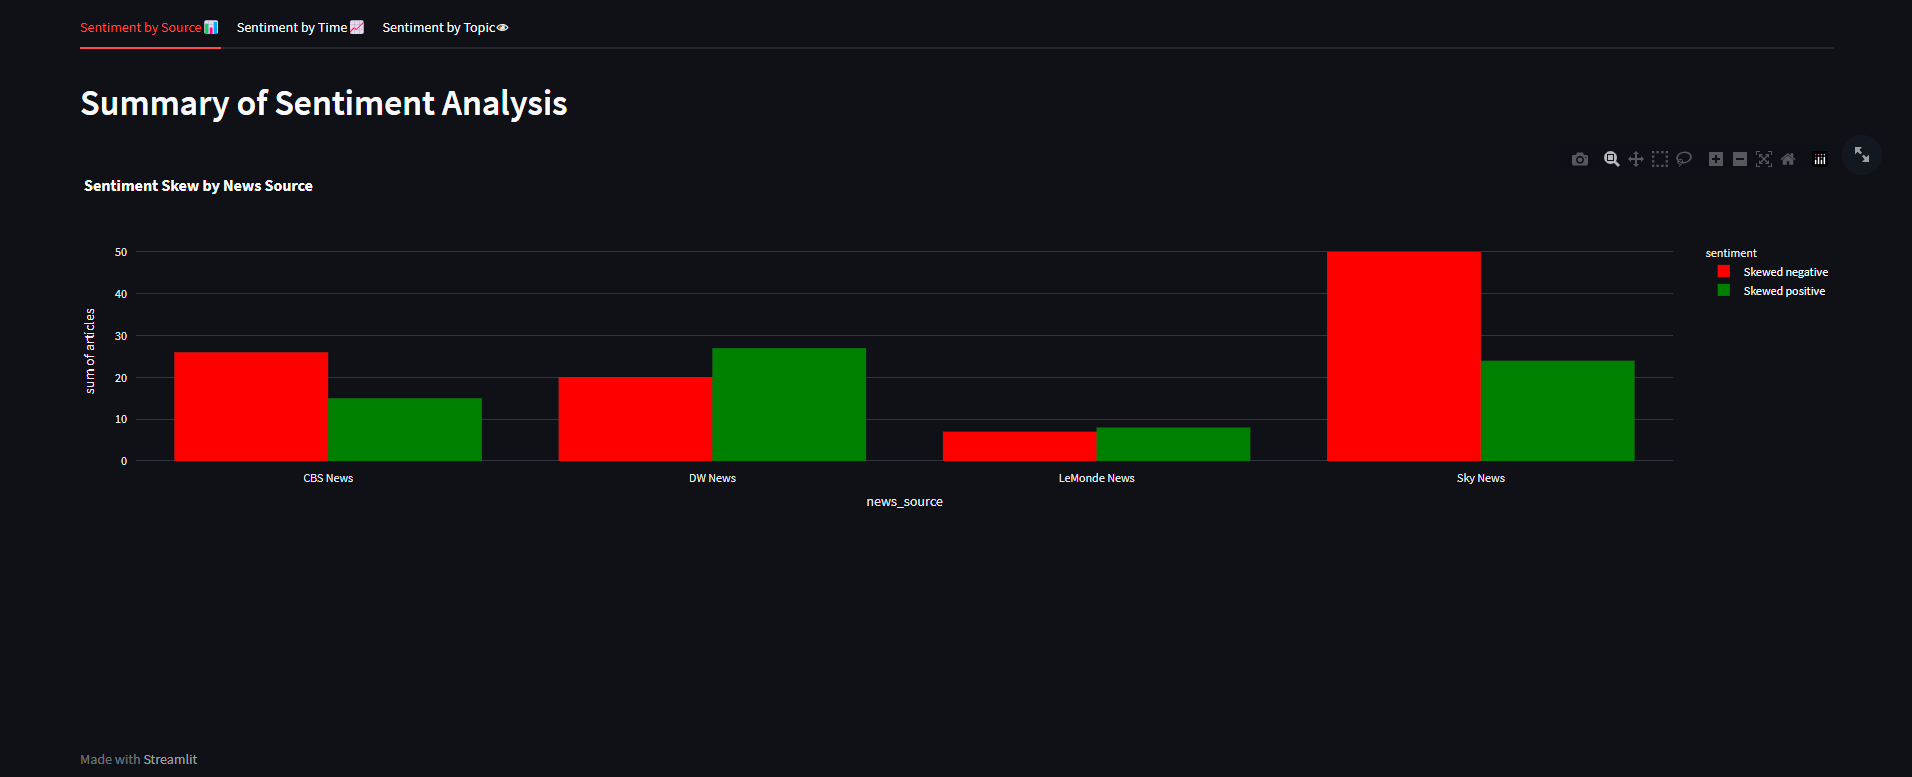 Sentiment by Source📊 Sentiment by Time📈 Sentiment by Topic👁
Summary of Sentiment Analysis
Sentiment Skew by News Source
50
40
30
20
10
0
sum of articles
CBS News DW News LeMonde News Sky News
news_source
sentiment
Skewed negative
Skewed positive
Made with Streamlit